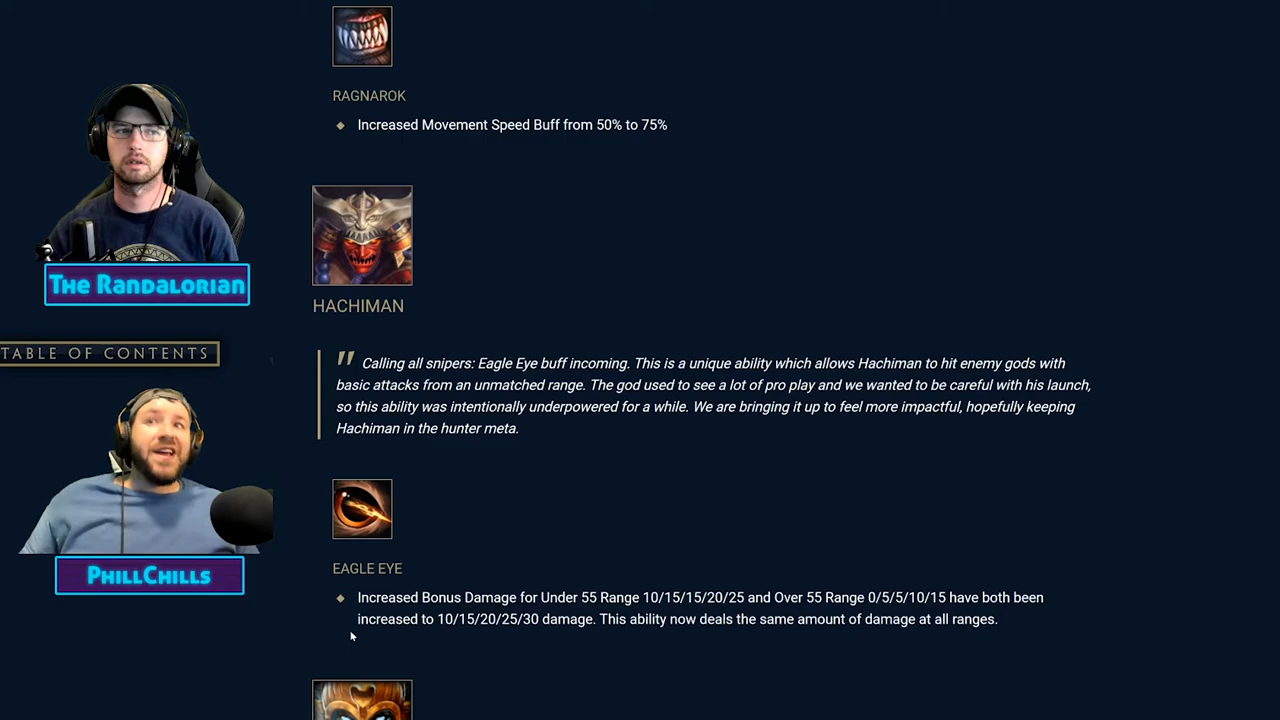 RAGNAROK
Increased Movement Speed Buff from 50% to 75%
The Randalorian
HACHIMAN
TABLE OF CONTENTS
" Calling all snipers: Eagle Eye buff incoming. This is a unique ability which allows Hachiman to hit enemy gods with
basic attacks from an unmatched range. The god used to see a lot of pro play and we wanted to be careful with his launch,
so this ability was intentionally underpowered for a while. We are bringing it up to feel more impactful, hopefully keeping
Hachiman in the hunter meta.
PhillChills
EAGLE EYE
Increased Bonus Damage for Under 55 Range 10/15/15/20/25 and Over 55 Range 0/5/5/10/15 have both been
increased to 10/15/20/25/30 damage. This ability now deals the same amount of damage at all ranges.